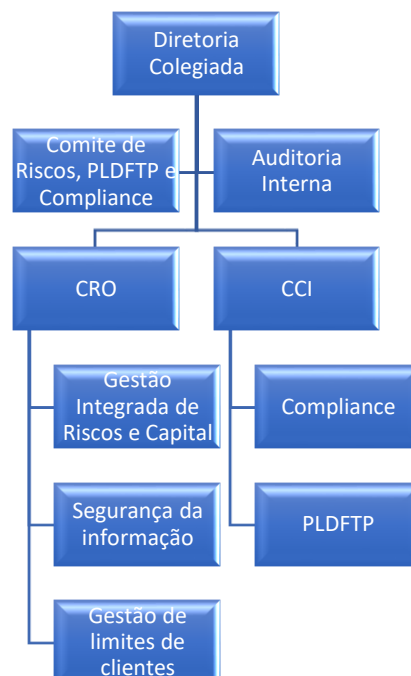 Diretoria
Colegiada
Comite de
Riscos, PLDFTP e
Compliance
Auditoria
Interna
CRO
CCI
Gestão
Integrada de
Riscos e Capital
Compliance
Segurança da
informação
PLDFTP
Gestão de
limites de
clientes